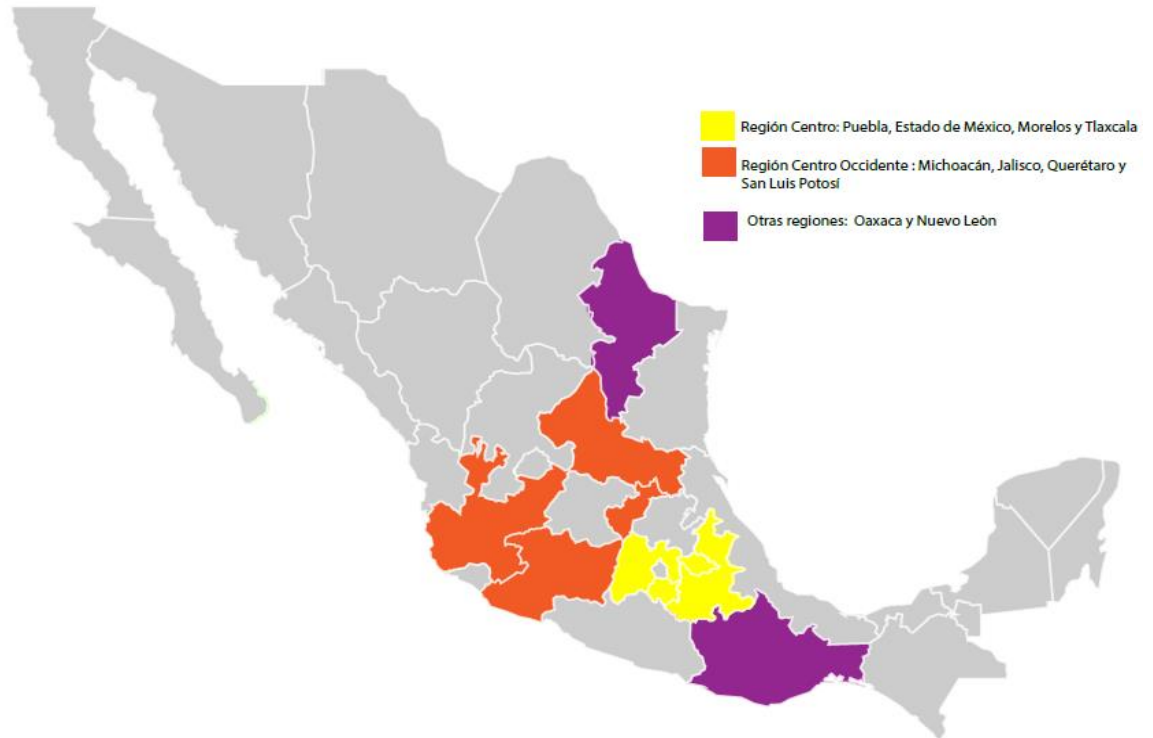 Región Centro: Puebla, Estado de México, Morelos y Tlaxcala
Región Centro Occidente : Michoacán, Jalisco, Querétaro y
San Luis Potosí
Otras regiones: Oaxaca y Nuevo Leòn